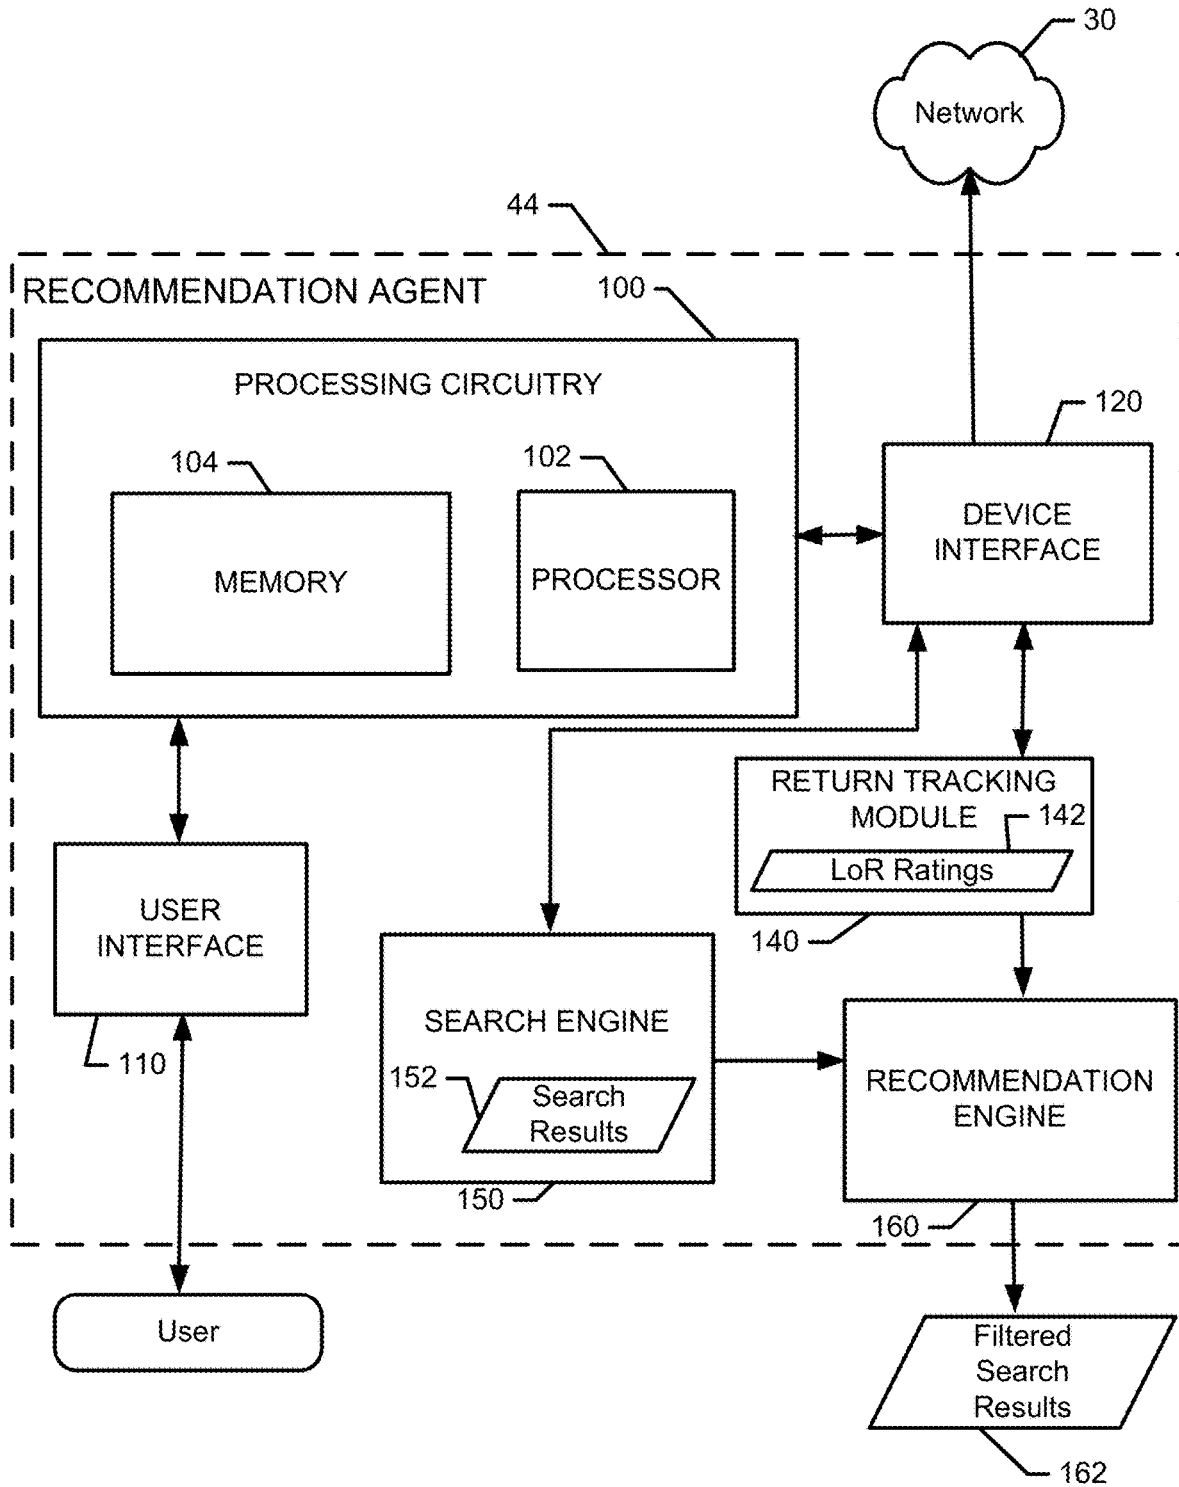 30
Network
44
RECOMMENDATION AGENT
100
PROCESSING CIRCUITRY
120
104
102
DEVICE
INTERFACE
MEMORY
PROCESSOR
RETURN TRACKING
MODULE
142
LoR Ratings
140
USER
INTERFACE
110
SEARCH ENGINE
152
Search
Results
150
RECOMMENDATION
ENGINE
160
User
Filtered
Search
Results
162